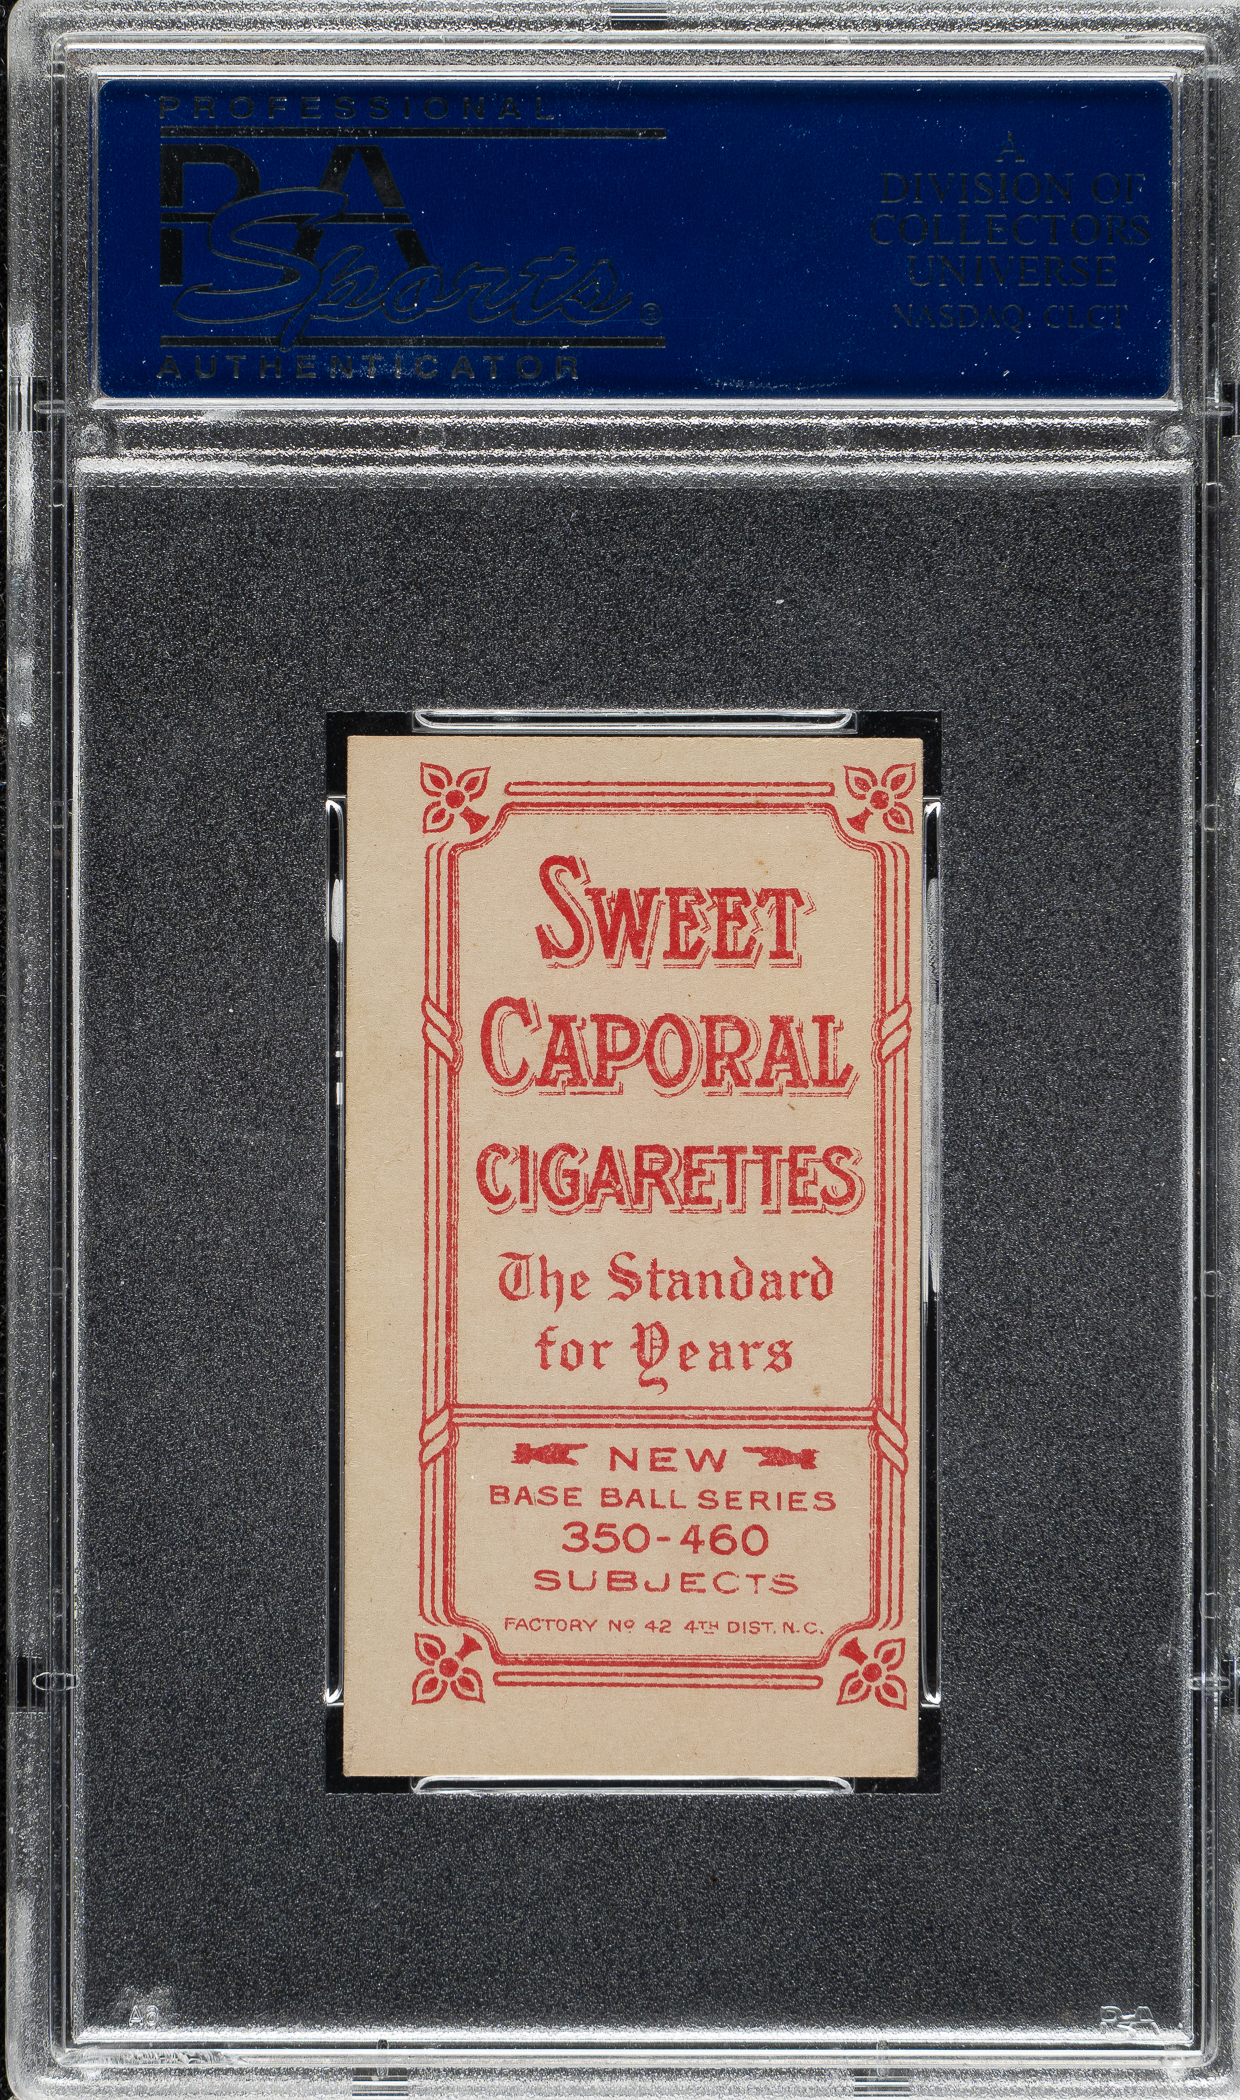 PROFESSIONAL
PSA
Sports®
AUTHENTICATOR
A
DIVISION OF
COLLECTORS
UNIVERSE
NASDAQ: CLCT
SWEET
CAPORAL
CIGARETTES
The Standard
for Years
NEW
BASE BALL SERIES
350-460
SUBJECTS
FACTORY Nº 42 4TH DIST. N.C.
PSA